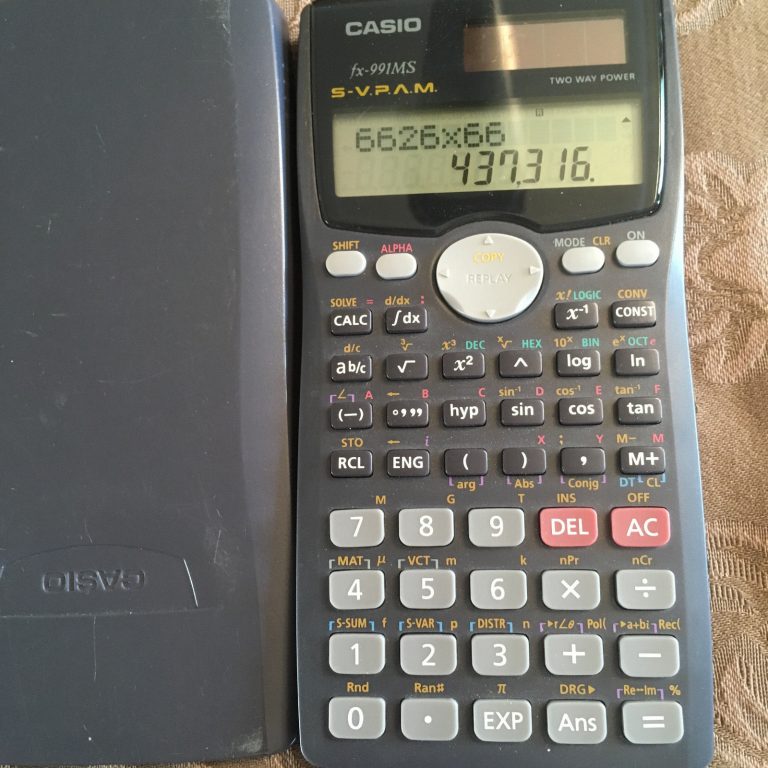 CASIO
fx-991MS
S-V.P.A.M.
TWO WAY POWER
6626x66
437,316.
SHIFT ALPHA COPY MODE CLR ON
REPLAY
SOLVE = d/dx : x! LOGIC CONV
CALC ∫dx x⁻¹ CONST
d/c ³√ x³ DEC ˣ√ HEX 10ˣ BIN eˣ OCT e
a b/c √ x² ^ log ln
∠ A ← B C sin⁻¹ D cos⁻¹ E tan⁻¹ F
(−) °,,, hyp sin cos tan
STO ← i X ; Y M− M
RCL ENG ( ) , M+
arg Abs Conjg DT CL
M G T INS OFF
7 8 9 DEL AC
MAT µ VCT m k nPr nCr
4 5 6 × ÷
S-SUM f S-VAR p DISTR n ▶r∠θ Pol( ▶a+bi Rec(
1 2 3 + −
Rnd Ran# π DRG▶ Re↔Im %
0 . EXP Ans =
CASIO